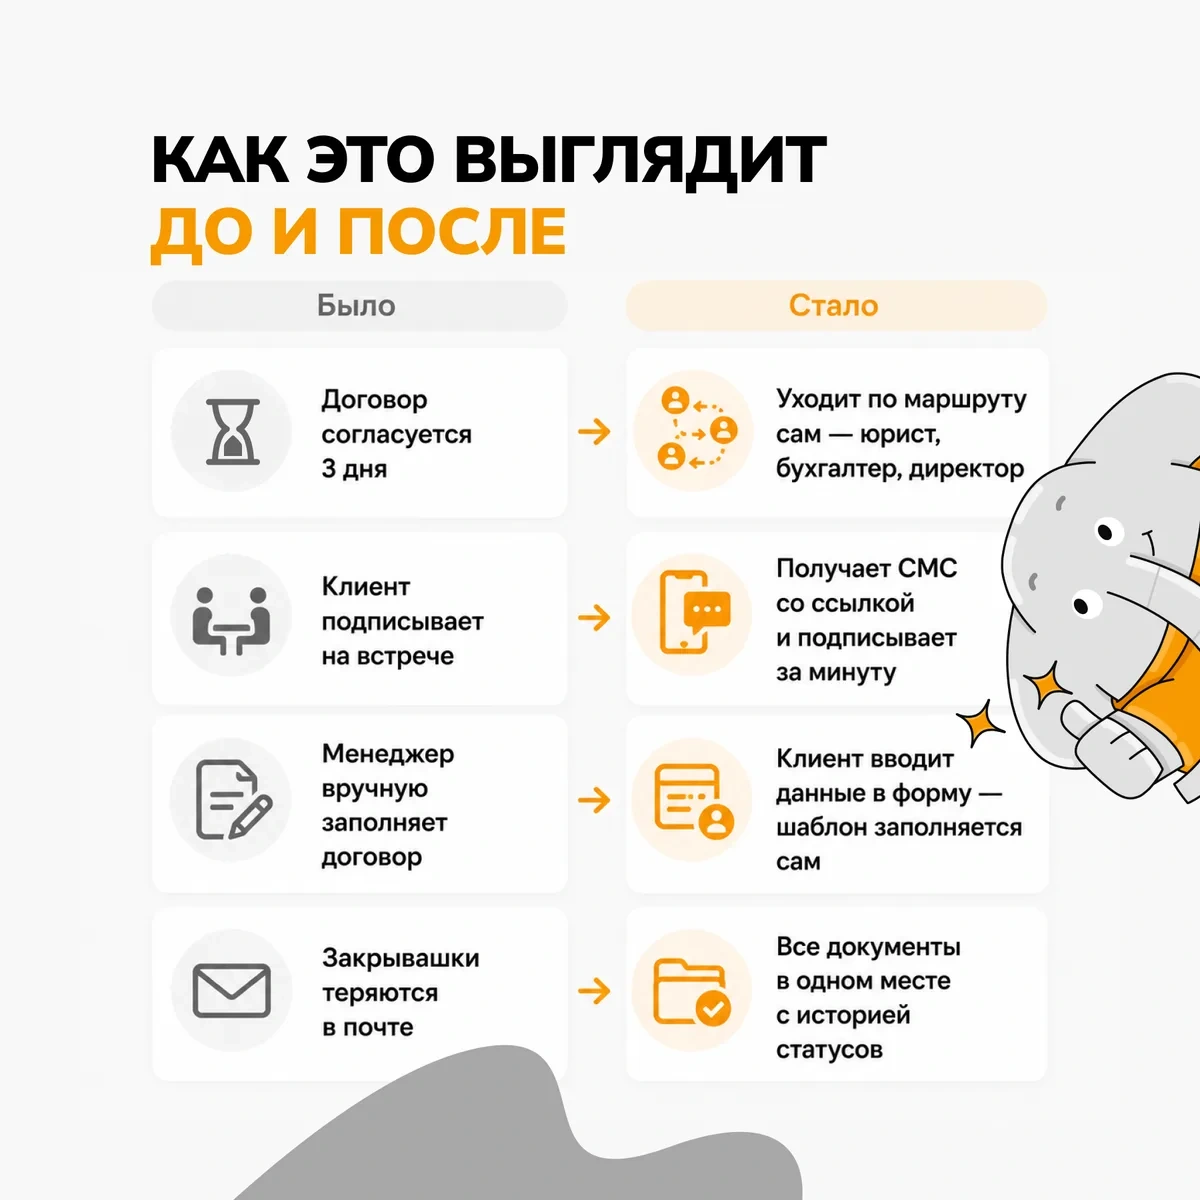 КАК ЭТО ВЫГЛЯДИТ
ДО И ПОСЛЕ
Было
Стало
Договор
согласуется
3 дня
Уходит по маршруту
сам — юрист,
бухгалтер, директор
Клиент
подписывает
на встрече
Получает СМС
со ссылкой
и подписывает
за минуту
Менеджер
вручную
заполняет
договор
Клиент вводит
данные в форму —
шаблон заполняется
сам
Закрывашки
теряются
в почте
Все документы
в одном месте
с историей
статусов